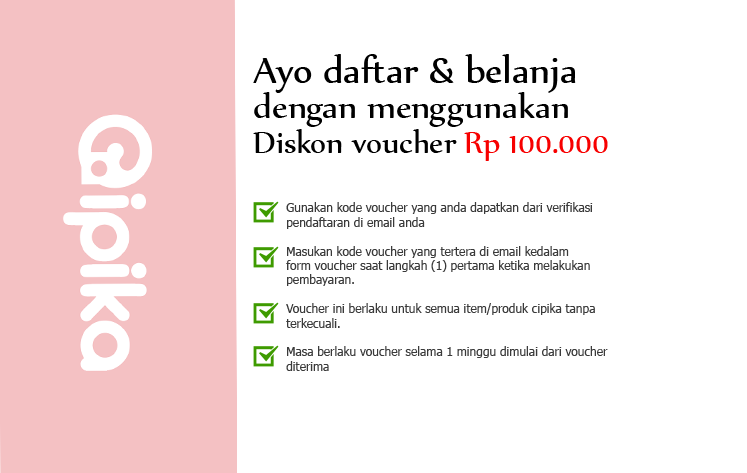 cipika
Ayo daftar & belanja
dengan menggunakan
Diskon voucher Rp 100.000
Gunakan kode voucher yang anda dapatkan dari verifikasi
pendaftaran di email anda
Masukan kode voucher yang tertera di email kedalam
form voucher saat langkah (1) pertama ketika melakukan
pembayaran.
Voucher ini berlaku untuk semua item/produk cipika tanpa
terkecuali.
Masa berlaku voucher selama 1 minggu dimulai dari voucher
diterima